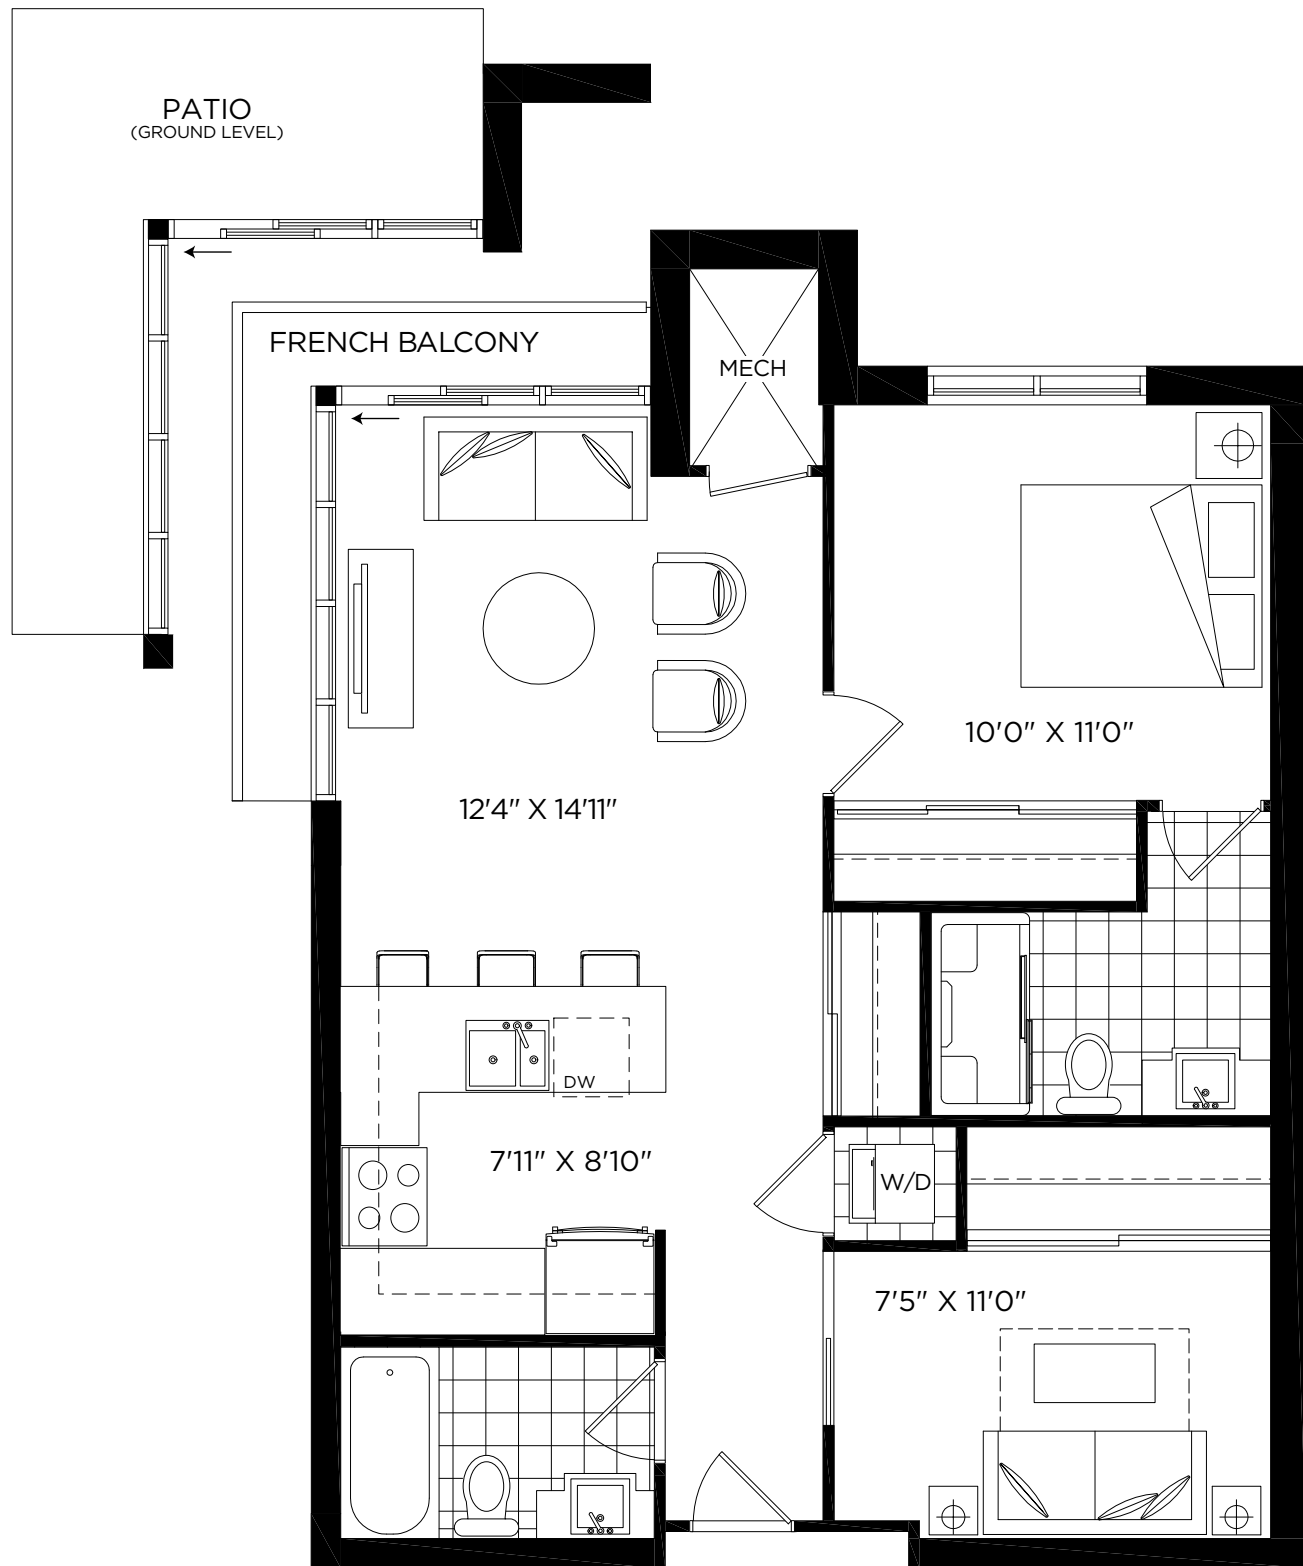 PATIO
(GROUND LEVEL)
FRENCH BALCONY
MECH
10'0" X 11'0"
12'4" X 14'11"
DW
7'11" X 8'10"
W/D
7'5" X 11'0"